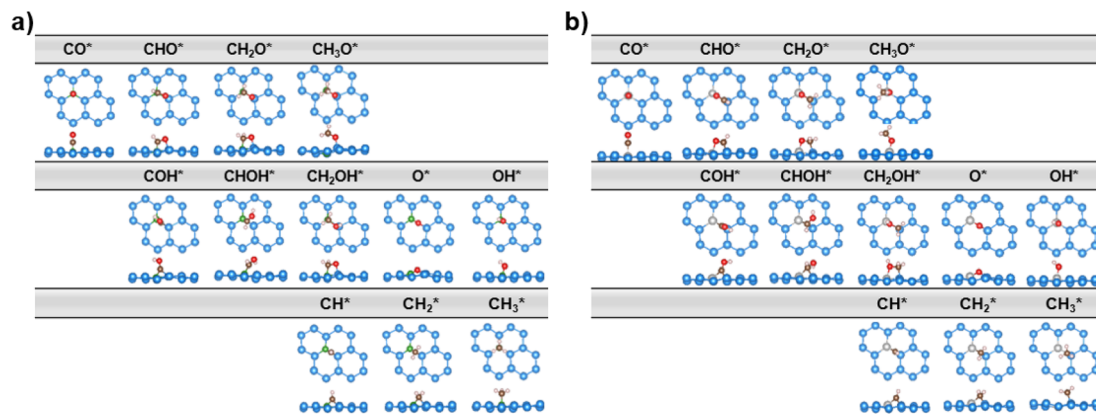 a)
CO* CHO* CH₂O* CH₃O*
COH* CHOH* CH₂OH* O* OH*
CH* CH₂* CH₃*
b)
CO* CHO* CH₂O* CH₃O*
COH* CHOH* CH₂OH* O* OH*
CH* CH₂* CH₃*